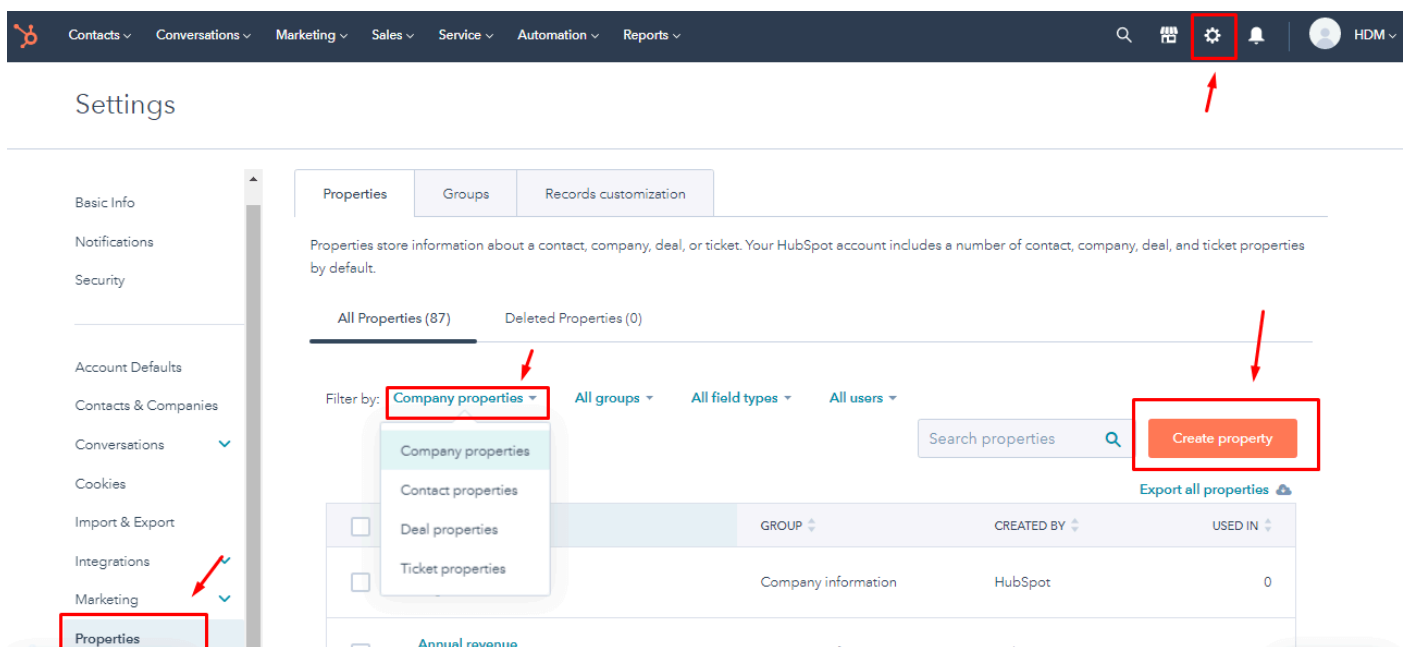 Contacts Conversations Marketing Sales Service Automation Reports HDM
Settings
Basic Info
Notifications
Security
Account Defaults
Contacts & Companies
Conversations
Cookies
Import & Export
Integrations
Marketing
Properties
Properties Groups Records customization
Properties store information about a contact, company, deal, or ticket. Your HubSpot account includes a number of contact, company, deal, and ticket properties
by default.
All Properties (87) Deleted Properties (0)
Filter by: Company properties All groups All field types All users
Company properties
Contact properties
Deal properties
Ticket properties
Search properties Create property
Export all properties
GROUP CREATED BY USED IN
Company information HubSpot 0
Annual revenue